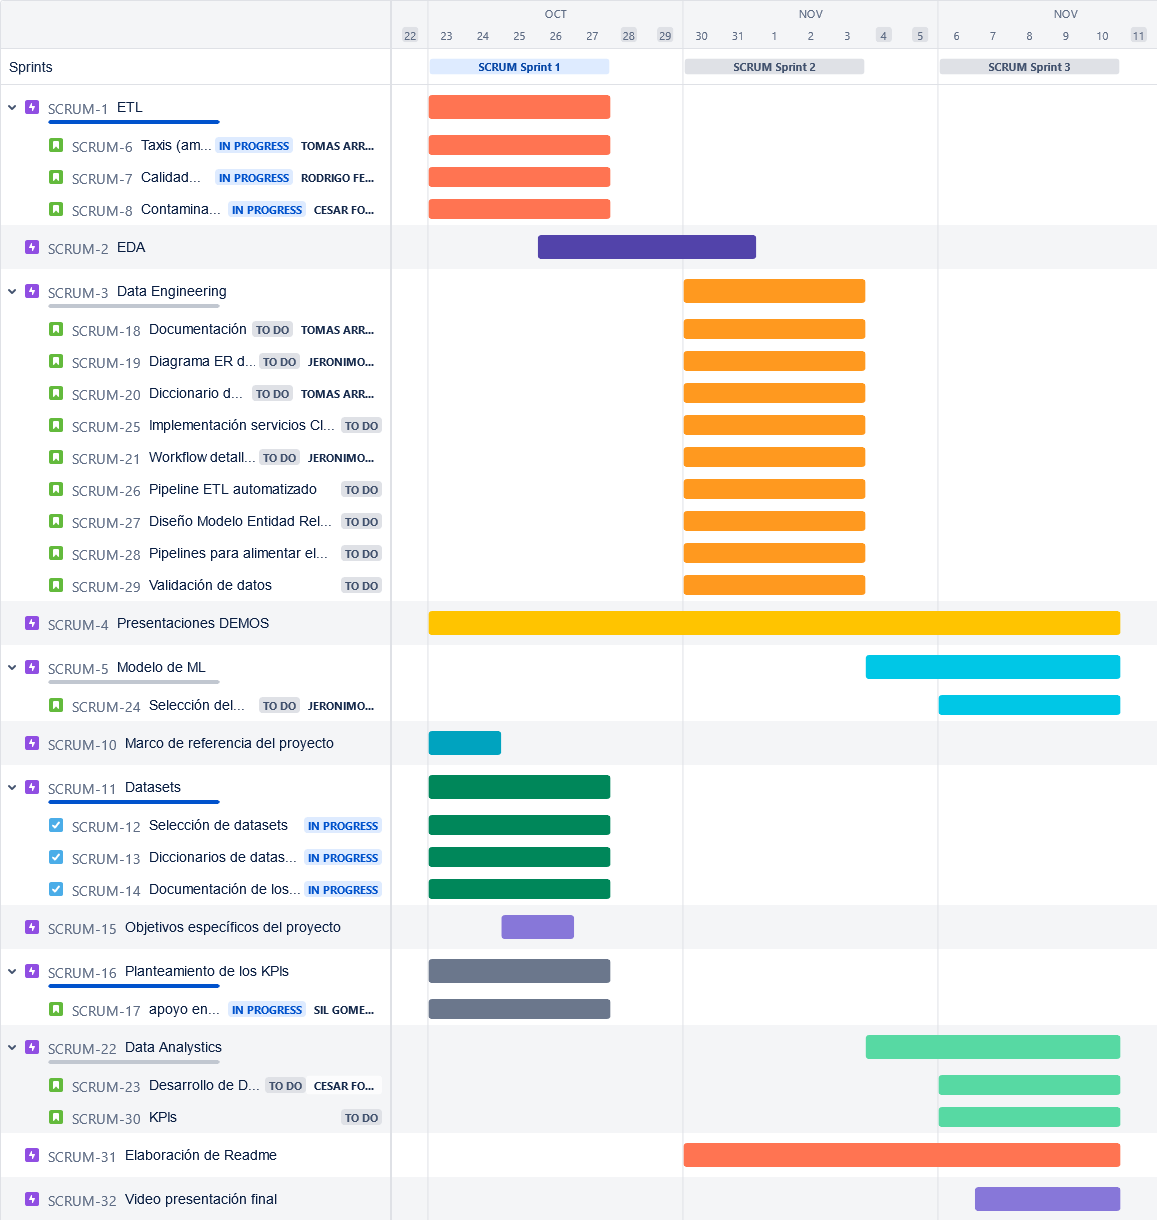 OCT NOV NOV
22 23 24 25 26 27 28 29 30 31 1 2 3 4 5 6 7 8 9 10 11
Sprints SCRUM Sprint 1 SCRUM Sprint 2 SCRUM Sprint 3
SCRUM-1 ETL
SCRUM-6 Taxis (am... IN PROGRESS TOMAS ARR...
SCRUM-7 Calidad... IN PROGRESS RODRIGO FE...
SCRUM-8 Contamina... IN PROGRESS CESAR FO...
SCRUM-2 EDA
SCRUM-3 Data Engineering
SCRUM-18 Documentación TO DO TOMAS ARR...
SCRUM-19 Diagrama ER d... TO DO JERONIMO...
SCRUM-20 Diccionario d... TO DO TOMAS ARR...
SCRUM-25 Implementación servicios Cl... TO DO
SCRUM-21 Workflow detall... TO DO JERONIMO...
SCRUM-26 Pipeline ETL automatizado TO DO
SCRUM-27 Diseño Modelo Entidad Rel... TO DO
SCRUM-28 Pipelines para alimentar el... TO DO
SCRUM-29 Validación de datos TO DO
SCRUM-4 Presentaciones DEMOS
SCRUM-5 Modelo de ML
SCRUM-24 Selección del... TO DO JERONIMO...
SCRUM-10 Marco de referencia del proyecto
SCRUM-11 Datasets
SCRUM-12 Selección de datasets IN PROGRESS
SCRUM-13 Diccionarios de datas... IN PROGRESS
SCRUM-14 Documentación de los... IN PROGRESS
SCRUM-15 Objetivos específicos del proyecto
SCRUM-16 Planteamiento de los KPIs
SCRUM-17 apoyo en... IN PROGRESS SIL GOME...
SCRUM-22 Data Analystics
SCRUM-23 Desarrollo de D... TO DO CESAR FO...
SCRUM-30 KPIs TO DO
SCRUM-31 Elaboración de Readme
SCRUM-32 Video presentación final